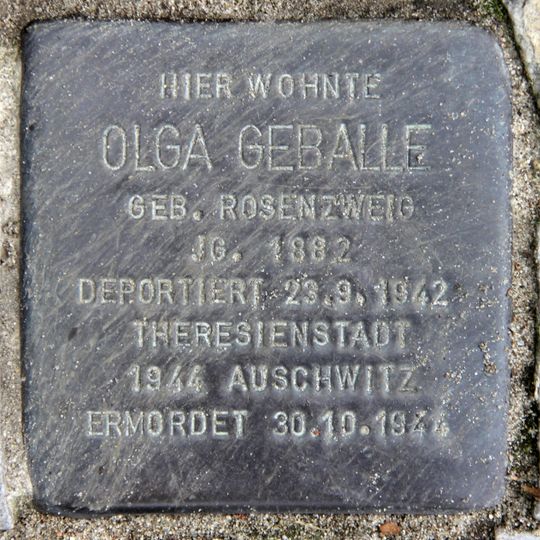 HIER WOHNTE
OLGA GEBALLE
GEB. ROSENZWEIG
JG. 1882
DEPORTIERT 23.9.1942
THERESIENSTADT
1944 AUSCHWITZ
ERMORDET 30.10.1944